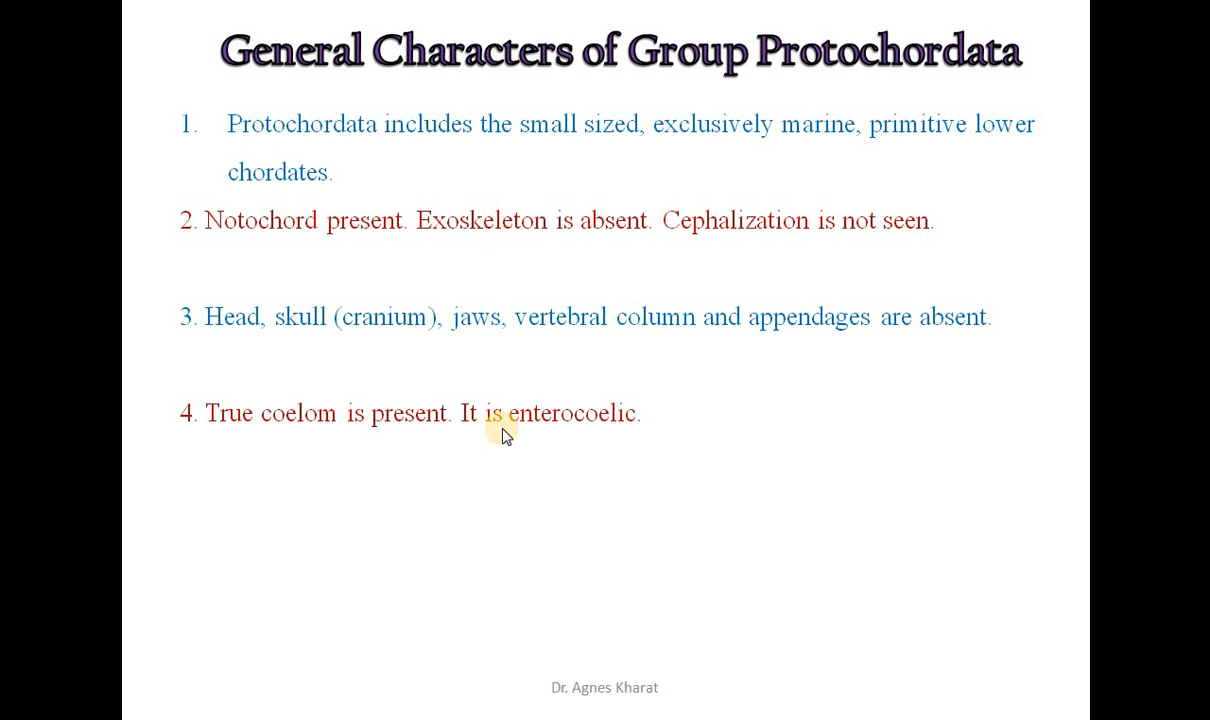 General Characters of Group Protochordata
1. Protochordata includes the small sized, exclusively marine, primitive lower
chordates.
2. Notochord present. Exoskeleton is absent. Cephalization is not seen.
3. Head, skull (cranium), jaws, vertebral column and appendages are absent.
4. True coelom is present. It is enterocoelic.
Dr. Agnes Kharat